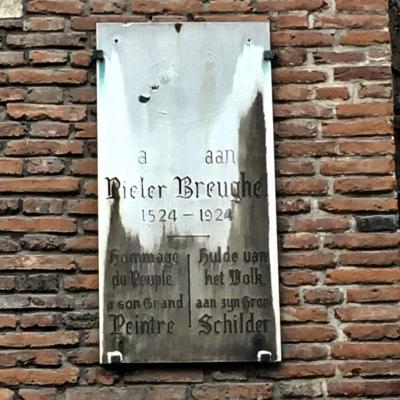 a aan
Pieter Breughel
1524-1924
Hommage
du Peuple
a son Grand
Peintre
Hulde van
het Volk
aan zyn Groot
Schilder